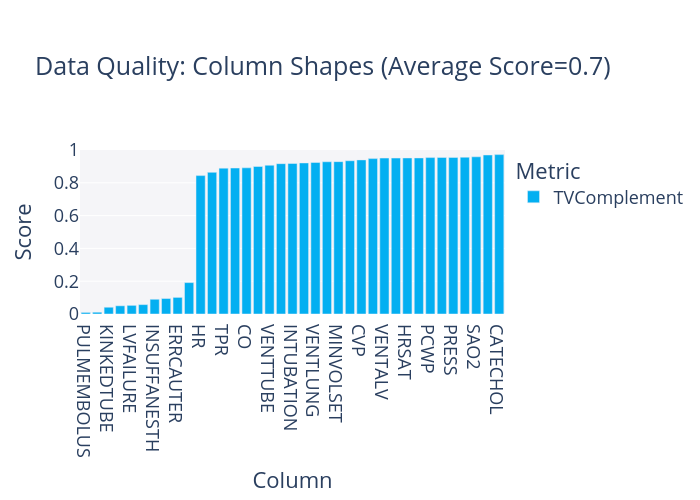 Data Quality: Column Shapes (Average Score=0.7)
Score
1
0.8
0.6
0.4
0.2
0
PULMEMBOLUS
KINKEDTUBE
LVFAILURE
INSUFFANESTH
ERRCAUTER
HR
TPR
CO
VENTTUBE
INTUBATION
VENTLUNG
MINVOLSET
CVP
VENTALV
HRSAT
PCWP
PRESS
SAO2
CATECHOL
Column
Metric
TVComplement